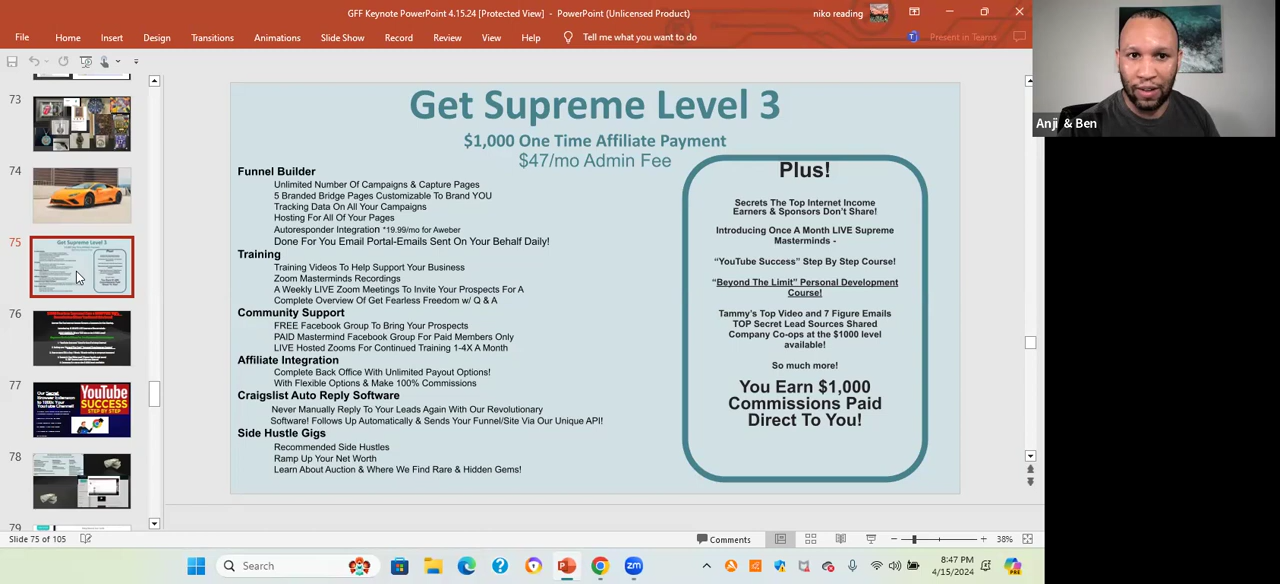 GFF Keynote PowerPoint 4.15.24 [Protected View] - PowerPoint (Unlicensed Product)
niko reading
File Home Insert Design Transitions Animations Slide Show Record Review View Help Tell me what you want to do
Present in Teams
Anji & Ben
73
74
75
76
77
78
79
Get Supreme Level 3
YouTube
SUCCESS
STEP BY STEP
Get Supreme Level 3
$1,000 One Time Affiliate Payment
$47/mo Admin Fee
Funnel Builder
Unlimited Number Of Campaigns & Capture Pages
5 Branded Bridge Pages Customizable To Brand YOU
Tracking Data On All Your Campaigns
Hosting For All Of Your Pages
Autoresponder Integration *19.99/mo for Aweber
Done For You Email Portal-Emails Sent On Your Behalf Daily!
Training
Training Videos To Help Support Your Business
Zoom Masterminds Recordings
A Weekly LIVE Zoom Meetings To Invite Your Prospects For A
Complete Overview Of Get Fearless Freedom w/ Q & A
Community Support
FREE Facebook Group To Bring Your Prospects
PAID Mastermind Facebook Group For Paid Members Only
LIVE Hosted Zooms For Continued Training 1-4X A Month
Affiliate Integration
Complete Back Office With Unlimited Payout Options!
With Flexible Options & Make 100% Commissions
Craigslist Auto Reply Software
Never Manually Reply To Your Leads Again With Our Revolutionary
Software! Follows Up Automatically & Sends Your Funnel/Site Via Our Unique API!
Side Hustle Gigs
Recommended Side Hustles
Ramp Up Your Net Worth
Learn About Auction & Where We Find Rare & Hidden Gems!
Plus!
Secrets The Top Internet Income
Earners & Sponsors Don't Share!
Introducing Once A Month LIVE Supreme
Masterminds -
"YouTube Success" Step By Step Course!
"Beyond The Limit" Personal Development
Course!
Tammy's Top Video and 7 Figure Emails
TOP Secret Lead Sources Shared
Company Co-ops at the $1000 level
available!
So much more!
You Earn $1,000
Commissions Paid
Direct To You!
Slide 75 of 105
Comments
38%
Search
zm
PRE
8:47 PM
4/15/2024